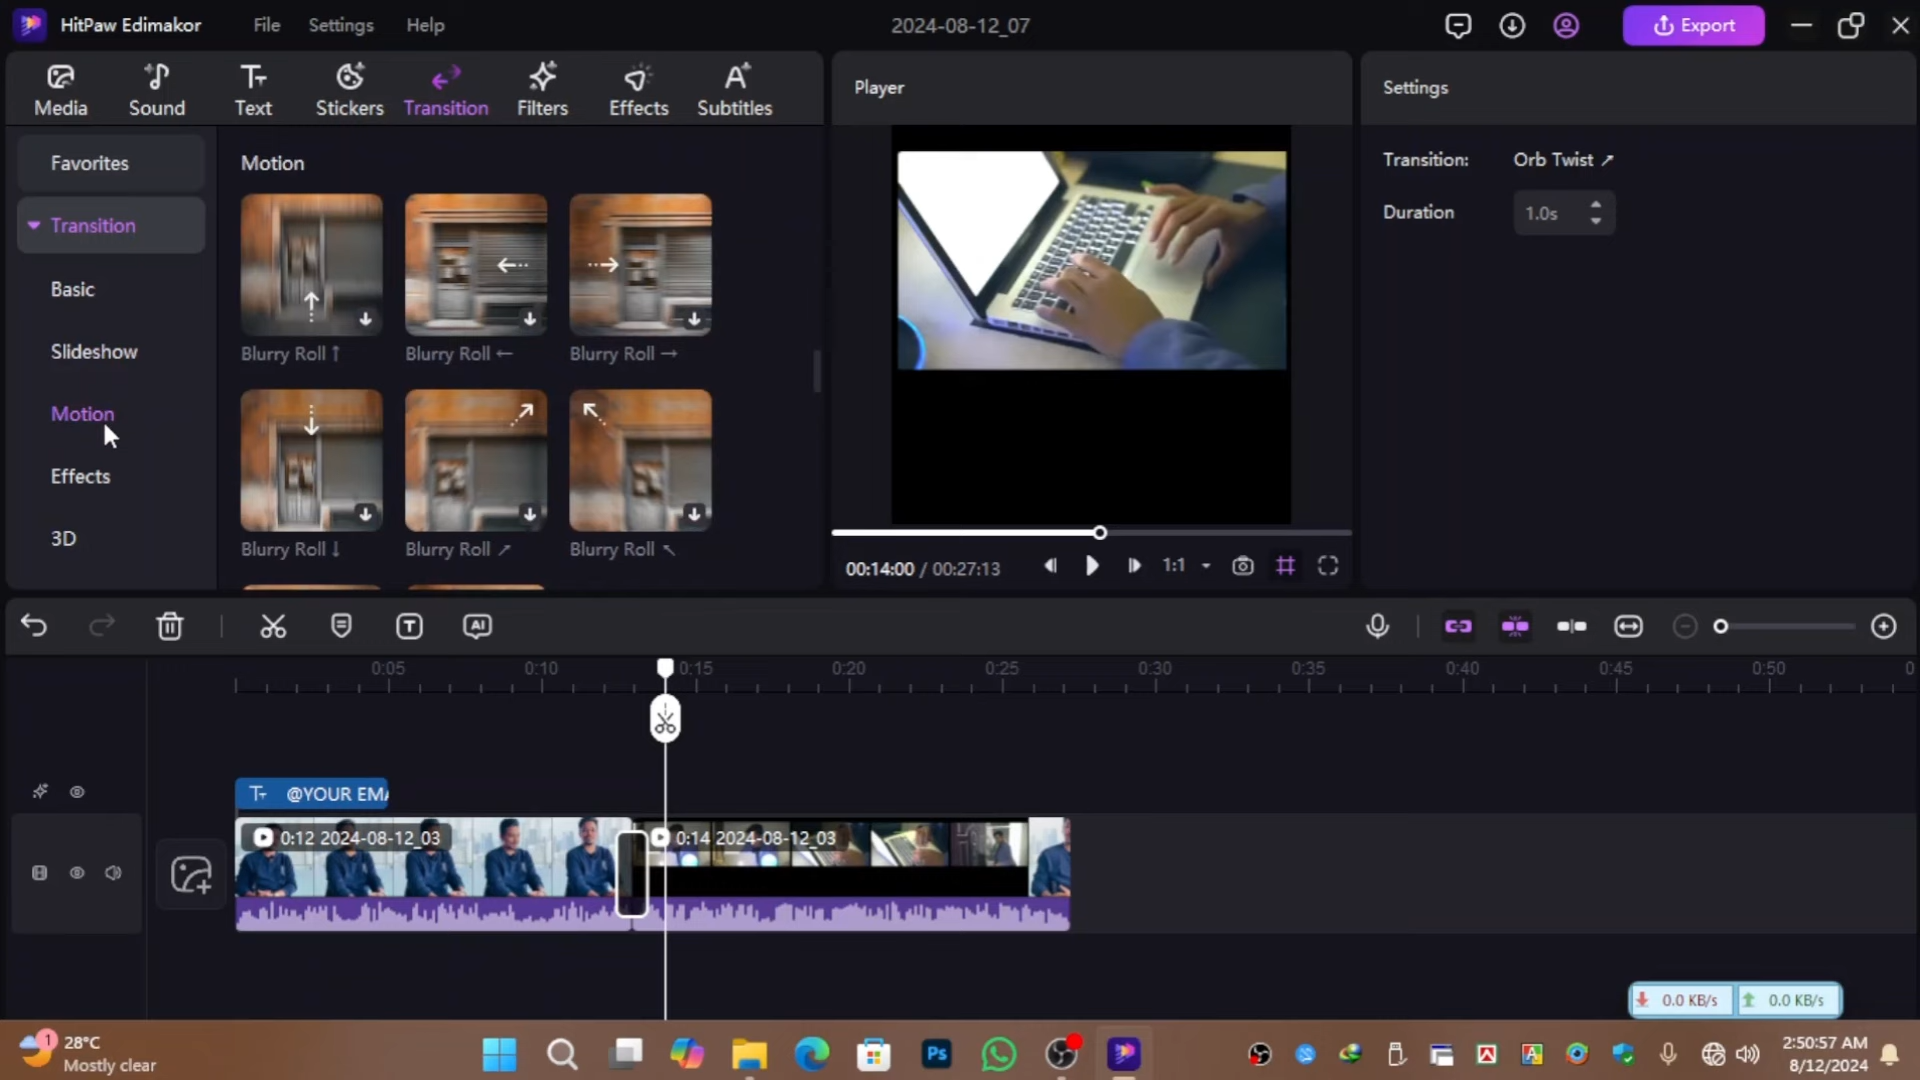 HitPaw Edimakor File Settings Help 2024-08-12_07 Export
Media Sound Text Stickers Transition Filters Effects Subtitles
Player
Settings
Favorites
Transition
Basic
Slideshow
Motion
Effects
3D
Motion
Blurry Roll ↑ Blurry Roll ← Blurry Roll →
Blurry Roll ↓ Blurry Roll ↗ Blurry Roll ↖
00:14:00 / 00:27:13 1:1
Transition: Orb Twist ↗
Duration 1.0s
AI
0:05 0:10 0:15 0:20 0:25 0:30 0:35 0:40 0:45 0:50 0
@YOUR EMA
0:12 2024-08-12_03 0:14 2024-08-12_03
0.0 KB/s 0.0 KB/s
1 28°C
Mostly clear
Ps
2:50:57 AM
8/12/2024